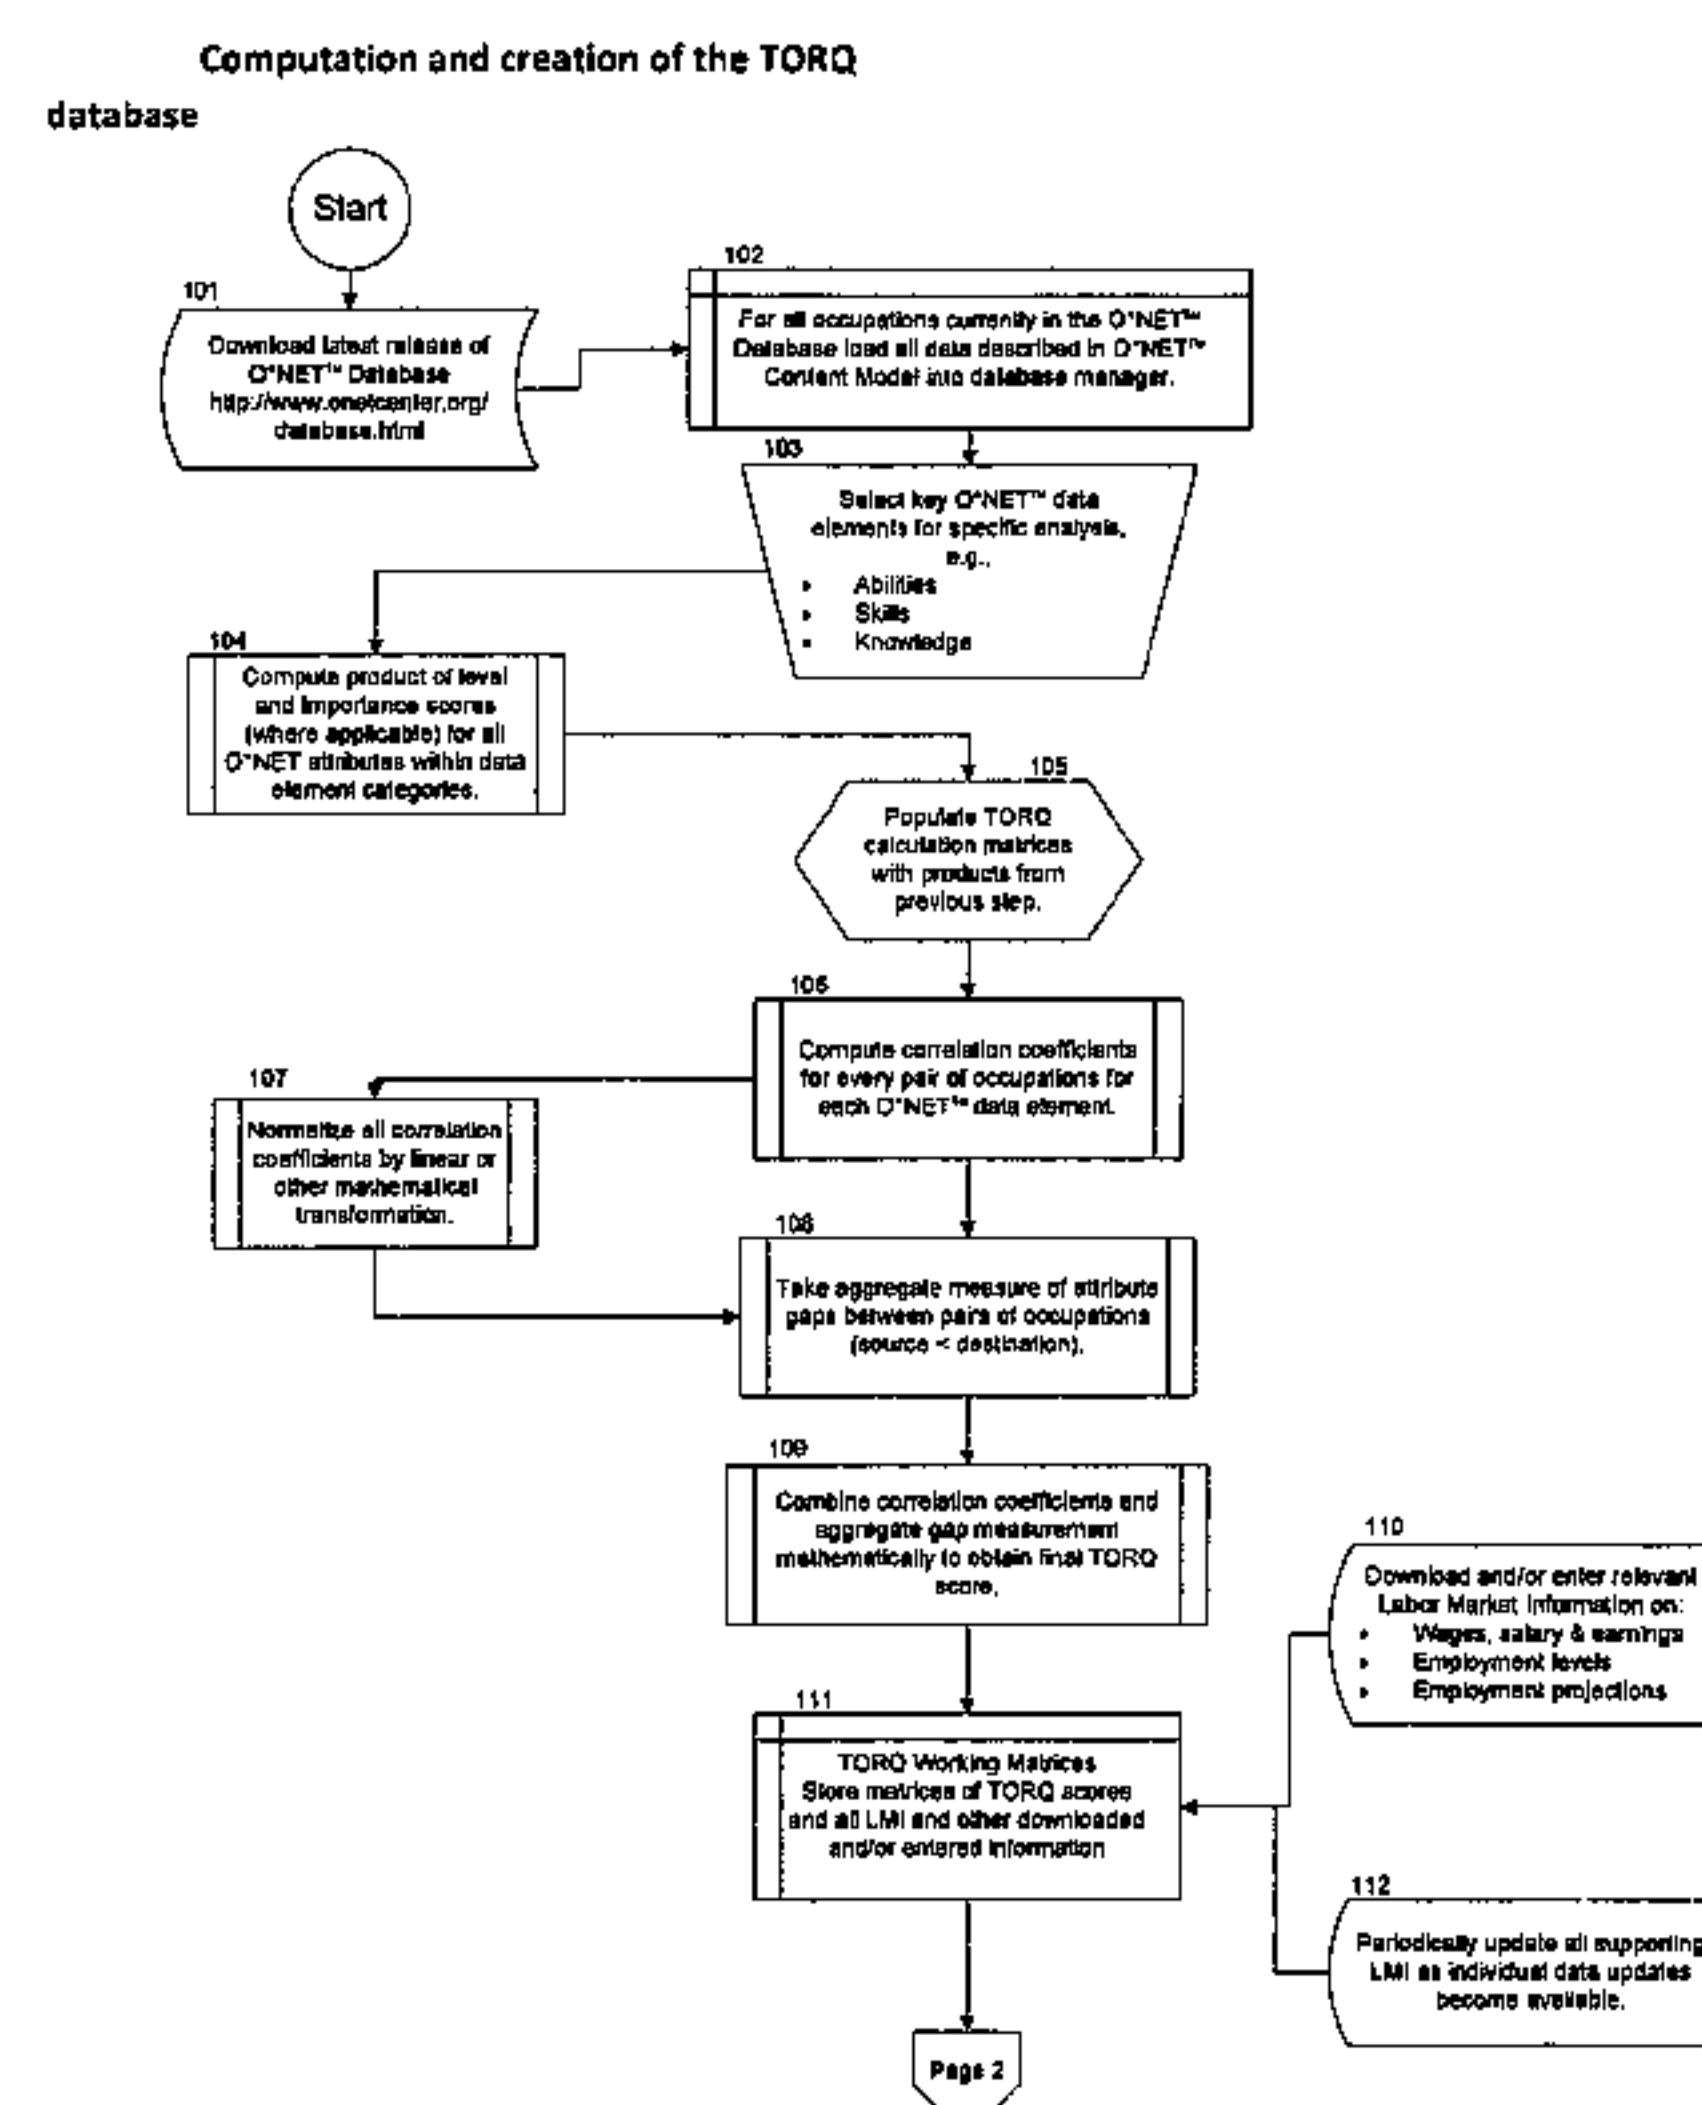 Computation and creation of the TORQ
database
Start
101
Download latest release of
O*NET™ Database
http://www.onetcenter.org/
database.html
102
For all occupations currently in the O*NET™
Database load all data described in O*NET™
Content Model into database manager.
103
Select key O*NET™ data
elements for specific analysis,
e.g.,
• Abilities
• Skills
• Knowledge
104
Compute product of level
and importance scores
(where applicable) for all
O*NET attributes within data
element categories.
105
Populate TORQ
calculation matrices
with products from
previous step.
106
Compute correlation coefficients
for every pair of occupations for
each O*NET™ data element.
107
Normalize all correlation
coefficients by linear or
other mathematical
transformation.
108
Take aggregate measure of attribute
gaps between pairs of occupations
(source < destination).
109
Combine correlation coefficients and
aggregate gap measurement
mathematically to obtain final TORQ
score.
110
Download and/or enter relevant
Labor Market Information on:
• Wages, salary & earnings
• Employment levels
• Employment projections
111
TORQ Working Matrices
Store matrices of TORQ scores
and all LMI and other downloaded
and/or entered information
112
Periodically update all supporting
LMI as individual data updates
become available.
Page 2